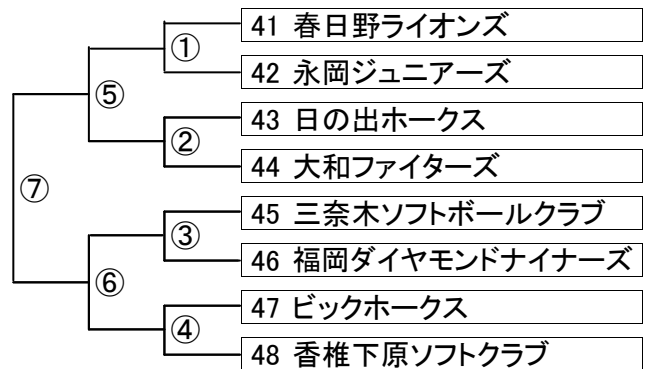 41 春日野ライオンズ
①
42 永岡ジュニアーズ
⑤
43 日の出ホークス
②
44 大和ファイターズ
⑦
45 三奈木ソフトボールクラブ
③
46 福岡ダイヤモンドナイナーズ
⑥
47 ビックホークス
④
48 香椎下原ソフトクラブ